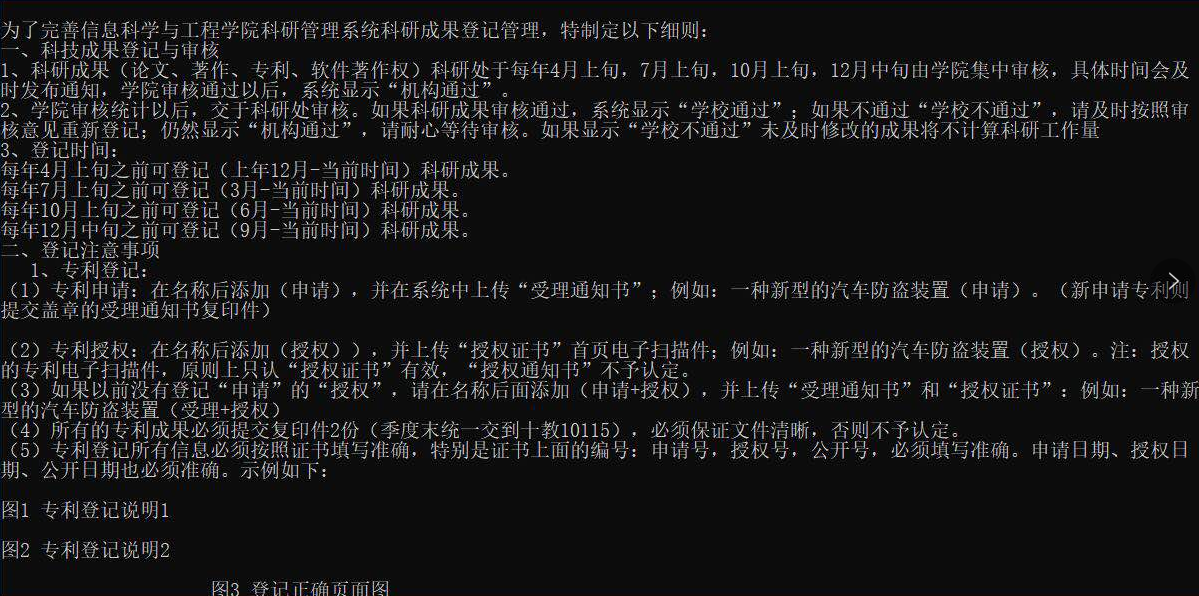 为了完善信息科学与工程学院科研管理系统科研成果登记管理，特制定以下细则：
一、科技成果登记与审核
1、科研成果（论文、著作、专利、软件著作权）科研处于每年4月上旬，7月上旬，10月上旬，12月中旬由学院集中审核，具体时间会及
时发布通知，学院审核通过以后，系统显示“机构通过”。
2、学院审核统计以后，交于科研处审核。如果科研成果审核通过，系统显示“学校通过”；如果不通过“学校不通过”，请及时按照审
核意见重新登记；仍然显示“机构通过”，请耐心等待审核。如果显示“学校不通过”未及时修改的成果将不计算科研工作量
3、登记时间：
每年4月上旬之前可登记（上年12月-当前时间）科研成果。
每年7月上旬之前可登记（3月-当前时间）科研成果。
每年10月上旬之前可登记（6月-当前时间）科研成果。
每年12月中旬之前可登记（9月-当前时间）科研成果。
二、登记注意事项
1、专利登记：
（1）专利申请：在名称后添加（申请），并在系统中上传“受理通知书”；例如：一种新型的汽车防盗装置（申请）。（新申请专利则
提交盖章的受理通知书复印件）
（2）专利授权：在名称后添加（授权）），并上传“授权证书”首页电子扫描件；例如：一种新型的汽车防盗装置（授权）。注：授权
的专利电子扫描件，原则上只认“授权证书”有效，“授权通知书”不予认定。
（3）如果以前没有登记“申请”的“授权”，请在名称后面添加（申请+授权），并上传“受理通知书”和“授权证书”：例如：一种新
型的汽车防盗装置（受理+授权）
（4）所有的专利成果必须提交复印件2份（季度末统一交到十教10115），必须保证文件清晰，否则不予认定。
（5）专利登记所有信息必须按照证书填写准确，特别是证书上面的编号：申请号，授权号，公开号，必须填写准确。申请日期、授权日
期、公开日期也必须准确。示例如下：
图1 专利登记说明1
图2 专利登记说明2
图3 登记正确页面图